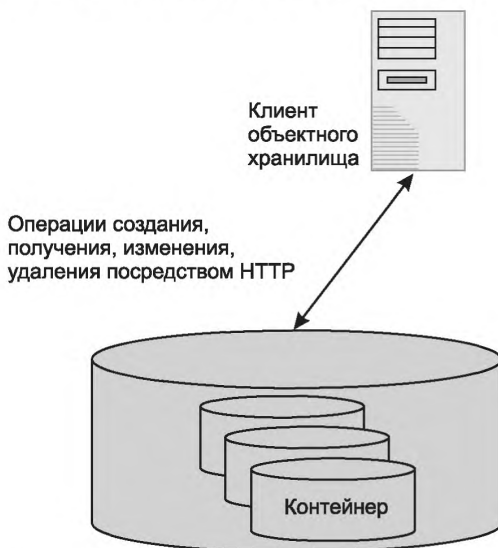 Клиент
объектного
хранилища
Операции создания,
получения, изменения,
удаления посредством HTTP
Контейнер